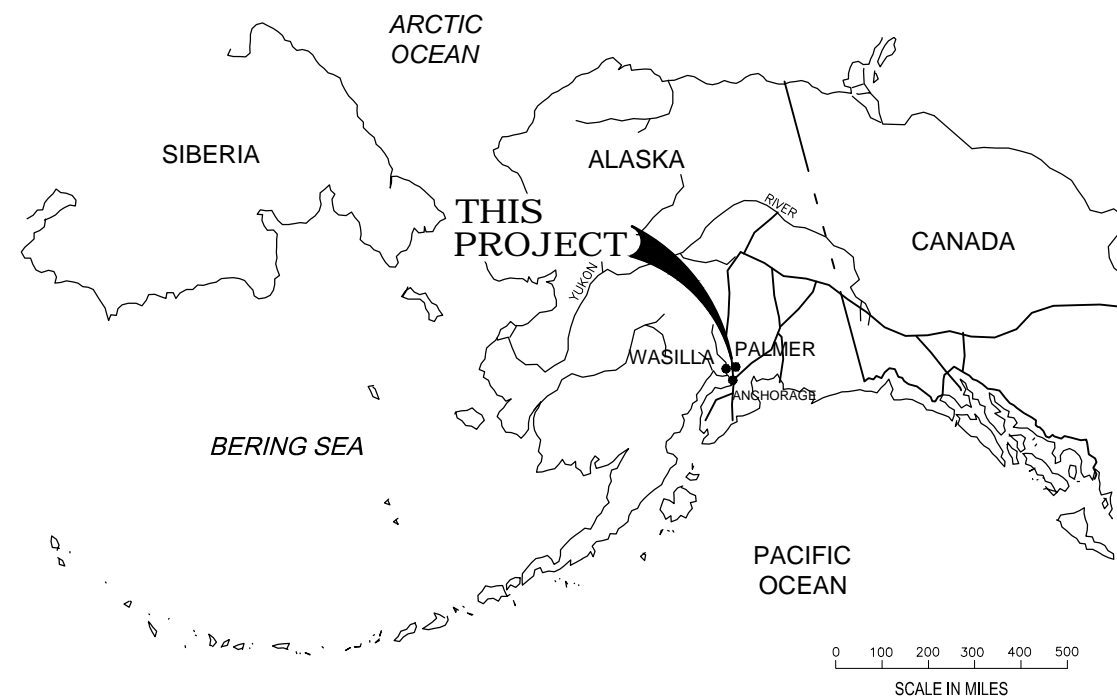 ARCTIC
OCEAN
SIBERIA
ALASKA
THIS
PROJECT
RIVER
CANADA
YUKON
WASILLA
PALMER
ANCHORAGE
BERING SEA
PACIFIC
OCEAN
0 100 200 300 400 500
SCALE IN MILES